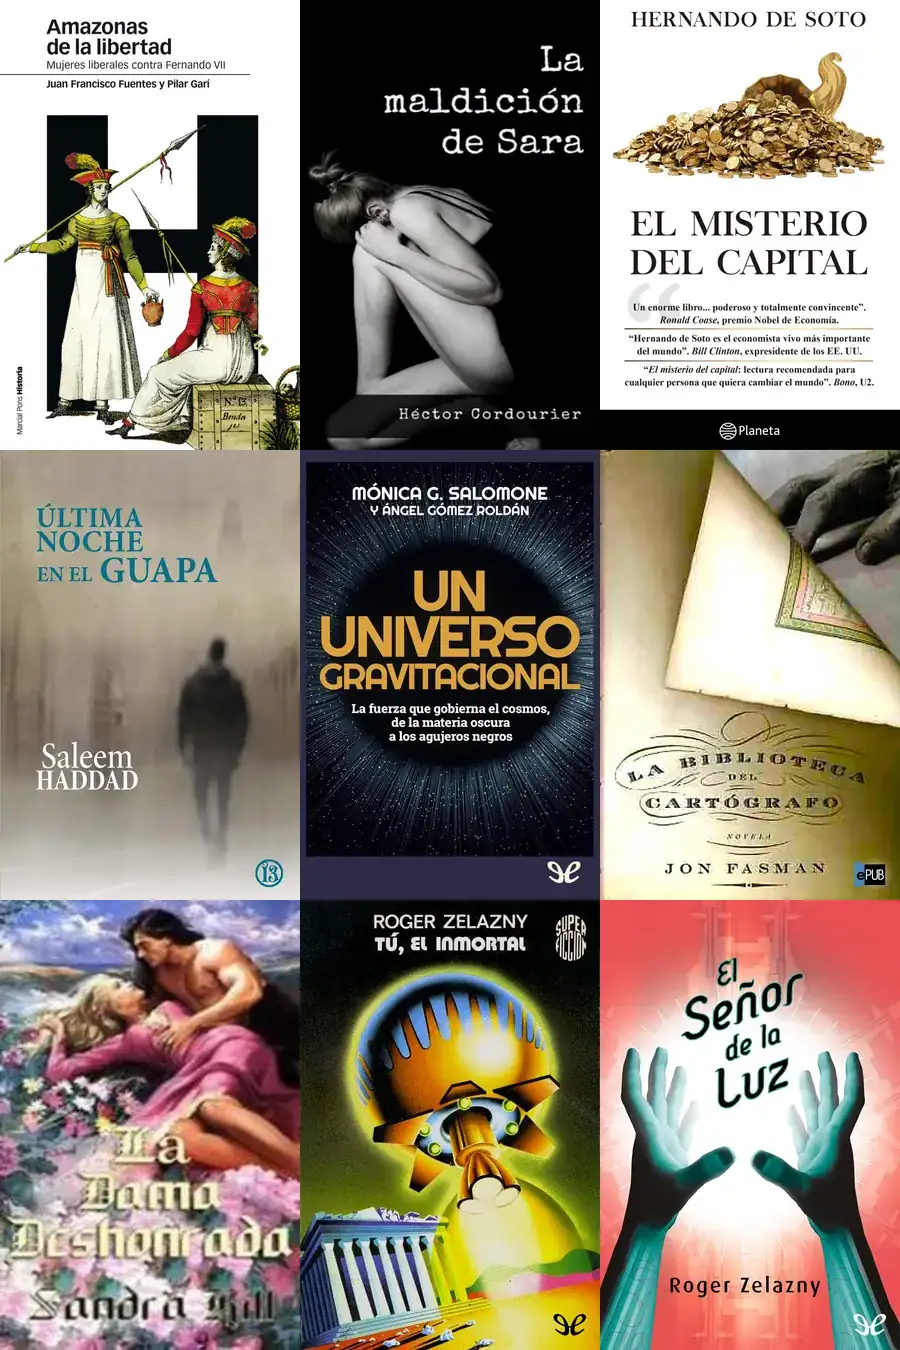 Amazonas
de la libertad
Mujeres liberales contra Fernando VII
Juan Francisco Fuentes y Pilar Garí
Marcial Pons Historia
La
maldición
de Sara
Héctor Cordourier
HERNANDO DE SOTO
EL MISTERIO
DEL CAPITAL
Un enorme libro... poderoso y totalmente convincente”.
Ronald Coase, premio Nobel de Economía.
“Hernando de Soto es el economista vivo más importante
del mundo”. Bill Clinton, expresidente de los EE. UU.
“El misterio del capital: lectura recomendada para
cualquier persona que quiera cambiar el mundo”. Bono, U2.
Planeta
ÚLTIMA
NOCHE
EN EL GUAPA
Saleem
HADDAD
13
MÓNICA G. SALOMONE
Y ÁNGEL GÓMEZ ROLDÁN
UN
UNIVERSO
GRAVITACIONAL
La fuerza que gobierna el cosmos,
de la materia oscura
a los agujeros negros
LA BIBLIOTECA
DEL
CARTÓGRAFO
NOVELA
JON FASMAN
ePUB
La
Dama
Deshonrada
Sandra Hill
ROGER ZELAZNY
TÚ, EL INMORTAL
SUPER
FICCIÓN
El
Señor
de la
Luz
Roger Zelazny